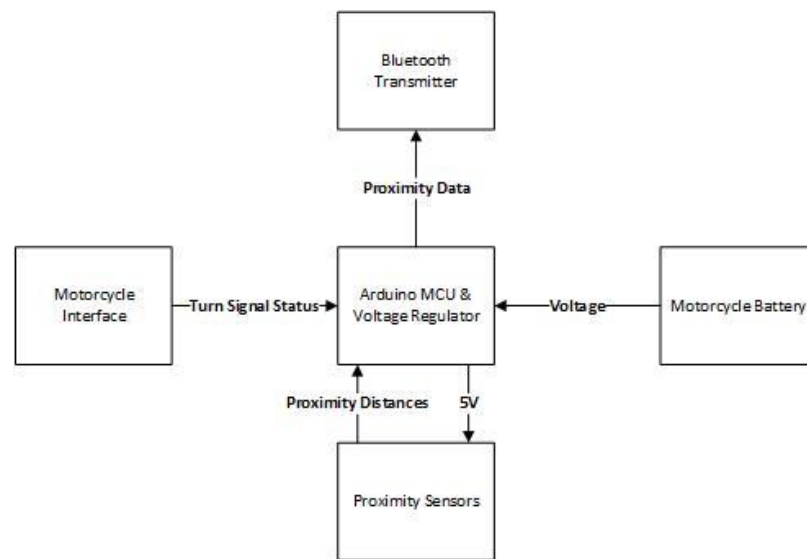 Bluetooth
Transmitter
Proximity Data
Motorcycle
Interface
Turn Signal Status
Arduino MCU &
Voltage Regulator
Voltage
Motorcycle Battery
Proximity Distances
5V
Proximity Sensors